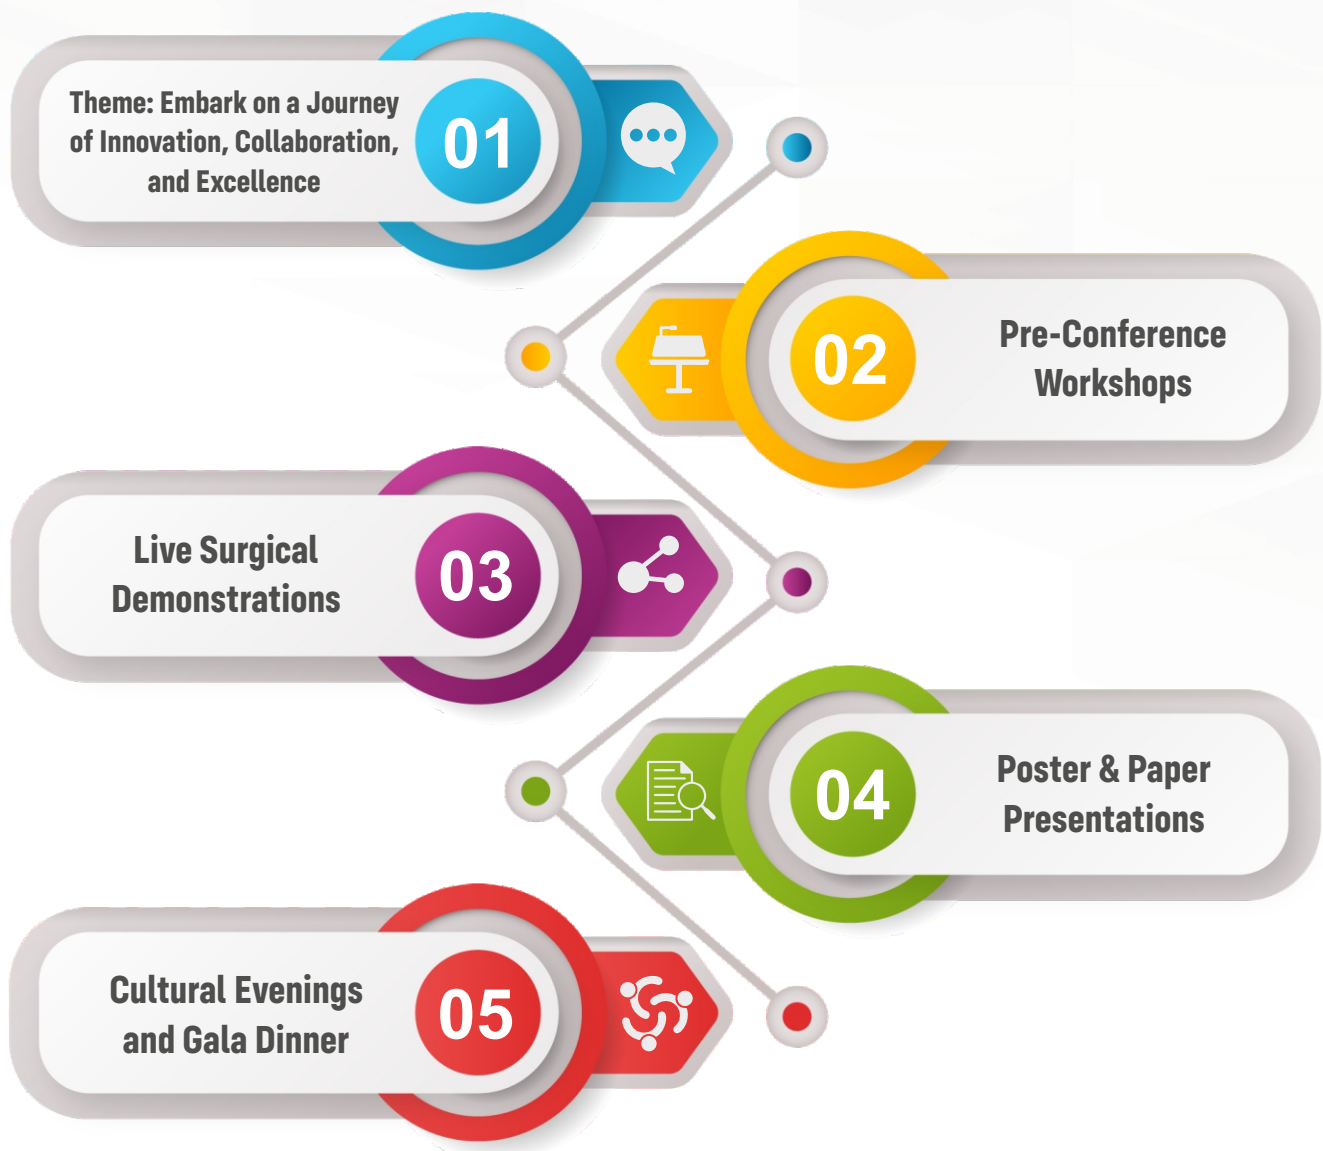 Theme: Embark on a Journey
of Innovation, Collaboration,
and Excellence
01
02
Pre-Conference
Workshops
Live Surgical
Demonstrations
03
04
Poster & Paper
Presentations
Cultural Evenings
and Gala Dinner
05